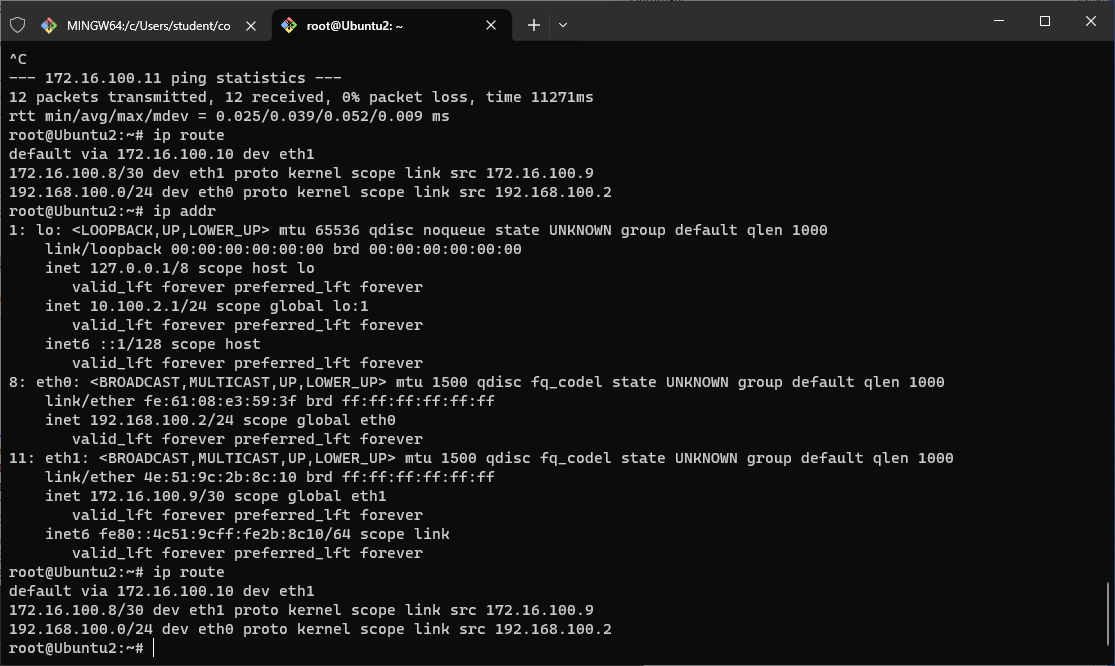 MINGW64:/c/Users/student/co
root@Ubuntu2: ~
^C
--- 172.16.100.11 ping statistics ---
12 packets transmitted, 12 received, 0% packet loss, time 11271ms
rtt min/avg/max/mdev = 0.025/0.039/0.052/0.009 ms
root@Ubuntu2:~# ip route
default via 172.16.100.10 dev eth1
172.16.100.8/30 dev eth1 proto kernel scope link src 172.16.100.9
192.168.100.0/24 dev eth0 proto kernel scope link src 192.168.100.2
root@Ubuntu2:~# ip addr
1: lo: <LOOPBACK,UP,LOWER_UP> mtu 65536 qdisc noqueue state UNKNOWN group default qlen 1000
    link/loopback 00:00:00:00:00:00 brd 00:00:00:00:00:00
    inet 127.0.0.1/8 scope host lo
       valid_lft forever preferred_lft forever
    inet 10.100.2.1/24 scope global lo:1
       valid_lft forever preferred_lft forever
    inet6 ::1/128 scope host
       valid_lft forever preferred_lft forever
8: eth0: <BROADCAST,MULTICAST,UP,LOWER_UP> mtu 1500 qdisc fq_codel state UNKNOWN group default qlen 1000
    link/ether fe:61:08:e3:59:3f brd ff:ff:ff:ff:ff:ff
    inet 192.168.100.2/24 scope global eth0
       valid_lft forever preferred_lft forever
11: eth1: <BROADCAST,MULTICAST,UP,LOWER_UP> mtu 1500 qdisc fq_codel state UNKNOWN group default qlen 1000
    link/ether 4e:51:9c:2b:8c:10 brd ff:ff:ff:ff:ff:ff
    inet 172.16.100.9/30 scope global eth1
       valid_lft forever preferred_lft forever
    inet6 fe80::4c51:9cff:fe2b:8c10/64 scope link
       valid_lft forever preferred_lft forever
root@Ubuntu2:~# ip route
default via 172.16.100.10 dev eth1
172.16.100.8/30 dev eth1 proto kernel scope link src 172.16.100.9
192.168.100.0/24 dev eth0 proto kernel scope link src 192.168.100.2
root@Ubuntu2:~#